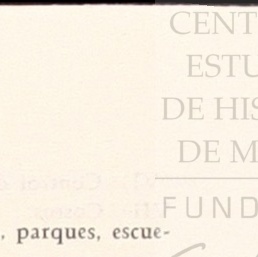 CENT
ESTU
DE HIS
DE M
FUND
, parques, escue-